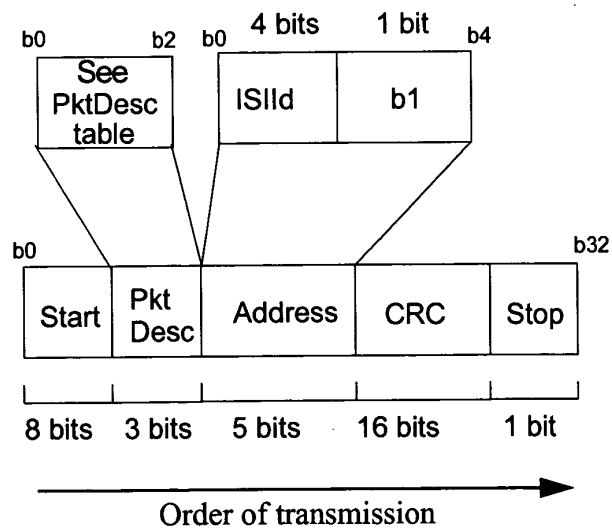 4 bits 1 bit
b0 b2 b0 b4
See
PktDesc
table
ISIId b1
b0 b32
Start Pkt
Desc Address CRC Stop
8 bits 3 bits 5 bits 16 bits 1 bit
Order of transmission